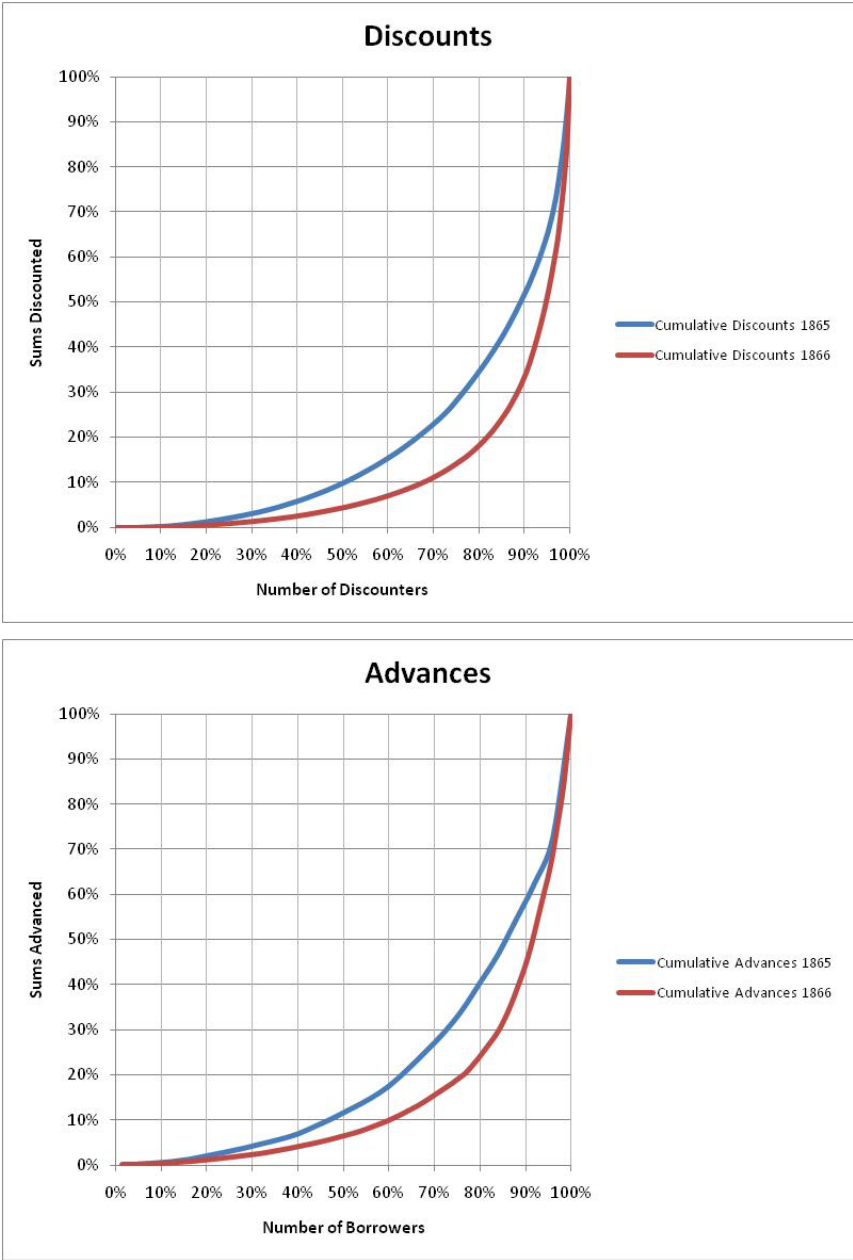 Discounts
100%
90%
80%
70%
60%
50%
40%
30%
20%
10%
0%
Sums Discounted
0% 10% 20% 30% 40% 50% 60% 70% 80% 90% 100%
Number of Discounters
Cumulative Discounts 1865
Cumulative Discounts 1866
Advances
100%
90%
80%
70%
60%
50%
40%
30%
20%
10%
0%
Sums Advanced
0% 10% 20% 30% 40% 50% 60% 70% 80% 90% 100%
Number of Borrowers
Cumulative Advances 1865
Cumulative Advances 1866